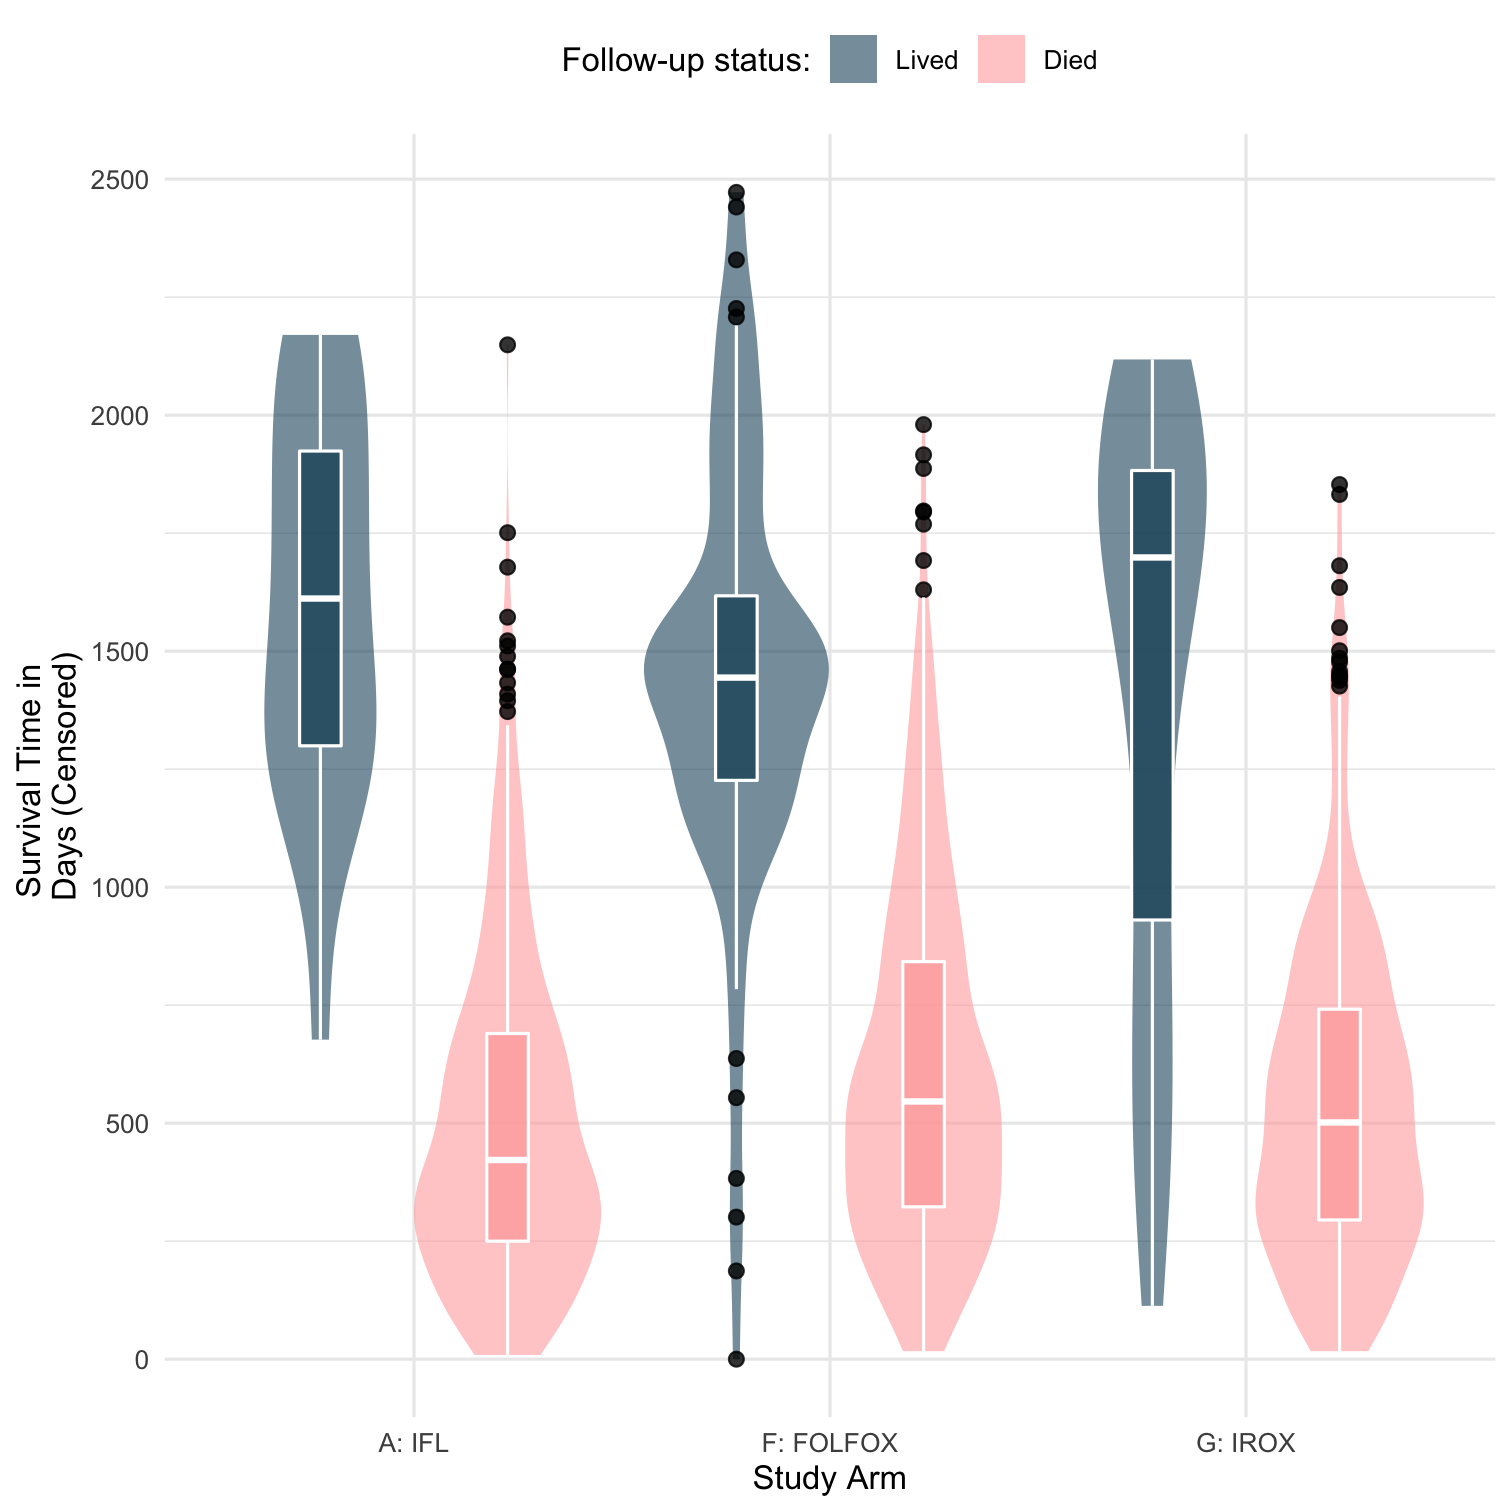 Follow-up status: Lived Died
Survival Time in
Days (Censored)
2500
2000
1500
1000
500
0
A: IFL F: FOLFOX G: IROX
Study Arm